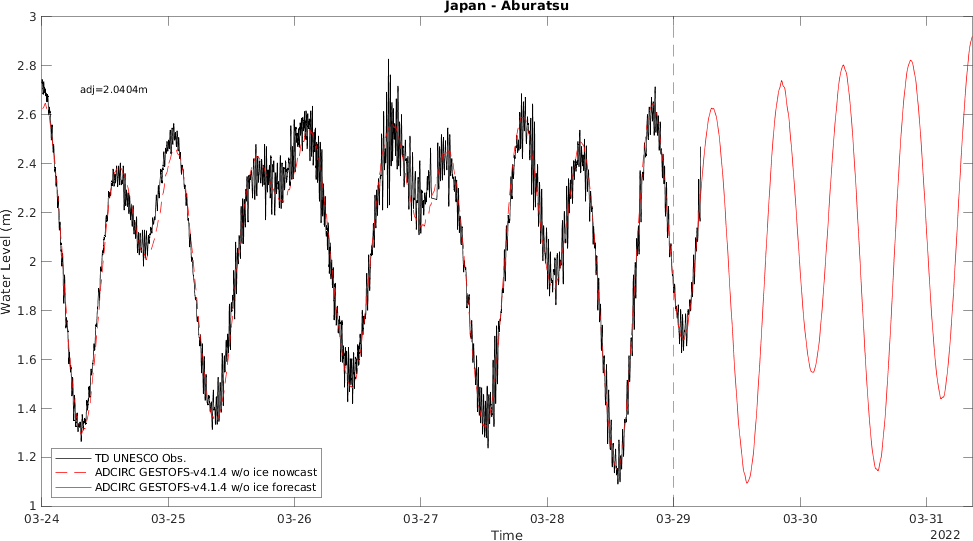 Japan - Aburatsu
3
2.8
adj=2.0404m
2.6
2.4
2.2
2
1.8
1.6
1.4
1.2
1
Water Level (m)
TD UNESCO Obs.
ADCIRC GESTOFS-v4.1.4 w/o ice nowcast
ADCIRC GESTOFS-v4.1.4 w/o ice forecast
03-24 03-25 03-26 03-27 03-28 03-29 03-30 03-31
Time
2022